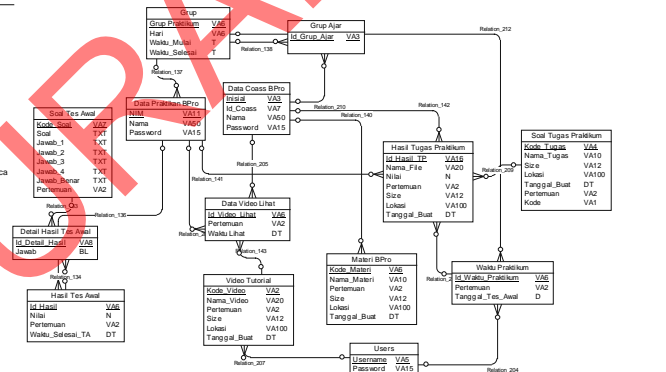 Grup
Grup Praktikum VA6
Hari VA6
Waktu_Mulai T
Waktu_Selesai T
Grup Ajar
Id_Grup_Ajar VA3
Relation_212
Relation_138
Relation_137
Data Praktikan BPro
NIM VA11
Nama VA50
Password VA15
Data Coass BPro
Inisial VA3
Id_Coass VA7
Nama VA50
Password VA15
Relation_210
Relation_140
Relation_142
Soal Tes Awal
Kode_Soal VA7
Soal TXT
Jawab_1 TXT
Jawab_2 TXT
Jawab_3 TXT
Jawab_4 TXT
Jawab_Benar TXT
Pertemuan VA2
Hasil Tugas Praktikum
Id_Hasil_TP VA16
Nama_File VA20
Nilai N
Pertemuan VA2
Size VA12
Lokasi VA100
Tanggal_Buat DT
Soal Tugas Praktikum
Kode_Tugas VA4
Nama_Tugas VA10
Size VA12
Lokasi VA100
Tanggal_Buat DT
Pertemuan VA2
Kode VA1
Relation_205
Relation_209
Relation_141
ca
Relation_136
Data Video Lihat
Id_Video_Lihat VA6
Pertemuan VA2
Waktu Lihat DT
Detail Hasil Tes Awal
Id_Detail_Hasil VA8
Jawab BL
Relation_143
Relation_134
Materi BPro
Kode_Materi VA6
Nama_Materi VA10
Pertemuan VA2
Size VA12
Lokasi VA100
Tanggal_Buat DT
Waktu Praktikum
Id_Waktu_Praktikum VA6
Pertemuan VA2
Tanggal_Tes_Awal D
Hasil Tes Awal
Id_Hasil VA6
Nilai N
Pertemuan VA2
Waktu_Selesai_TA DT
Video Tutorial
Kode_Video VA2
Nama_Video VA20
Pertemuan VA2
Size VA12
Lokasi VA100
Tanggal_Buat DT
Users
Username VA5
Password VA15
Relation_207
Relation_204